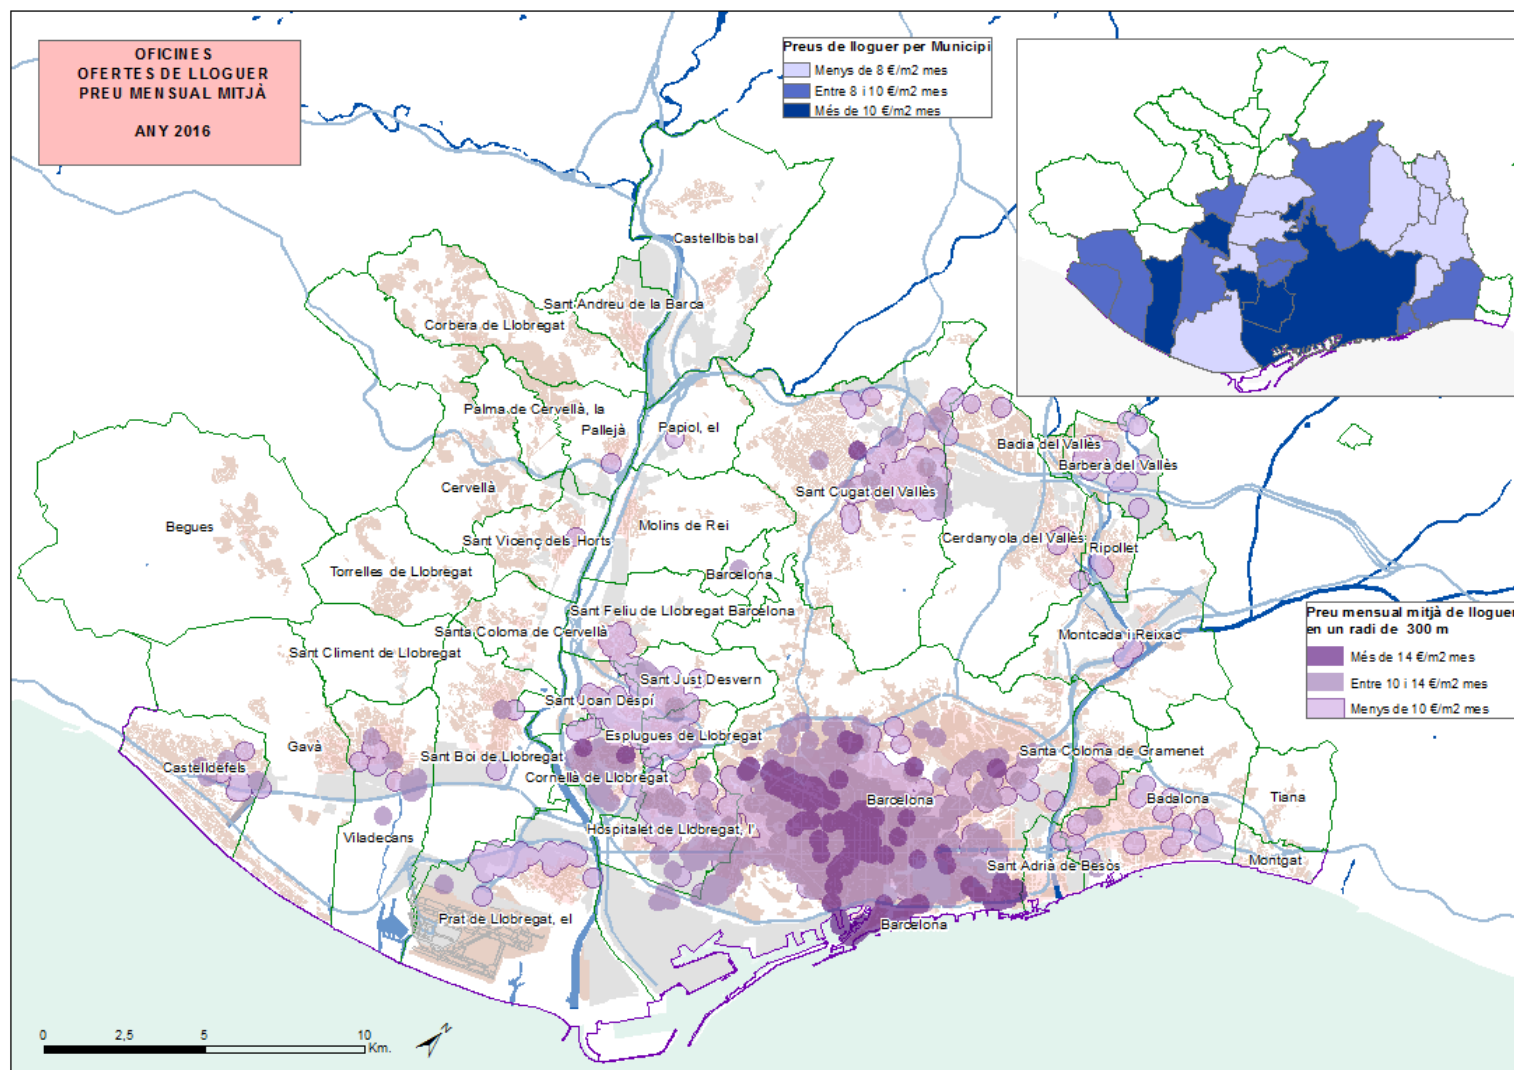 OFICINES
OFERTES DE LLOGUER
PREU MENSUAL MITJÀ
ANY 2016
Preus de lloguer per Municipi
Menys de 8 €/m2 mes
Entre 8 i 10 €/m2 mes
Més de 10 €/m2 mes
Castellbisbal
Sant Andreu de la Barca
Corbera de Llobregat
Palma de Cervellà, la
Pallejà
Papiol, el
Badia del Vallès
Barberà del Vallès
Cervellà
Sant Cugat del Vallès
Begues
Molins de Rei
Sant Vicenç dels Horts
Cerdanyola del Vallès
Ripollet
Torrelles de Llobregat
Barcelona
Sant Feliu de Llobregat
Barcelona
Preu mensual mitjà de lloguer
en un radi de 300 m
Més de 14 €/m2 mes
Entre 10 i 14 €/m2 mes
Menys de 10 €/m2 mes
Santa Coloma de Cervellà
Montcada i Reixac
Sant Climent de Llobregat
Sant Just Desvern
Sant Joan Despí
Esplugues de Llobregat
Gavà
Sant Boi de Llobregat
Santa Coloma de Gramenet
Castelldefels
Cornellà de Llobregat
Barcelona
Badalona
Tiana
Viladecans
Hospitalet de Llobregat, l'
Sant Adrià de Besòs
Montgat
Prat de Llobregat, el
Barcelona
0 2,5 5 10
Km.
N